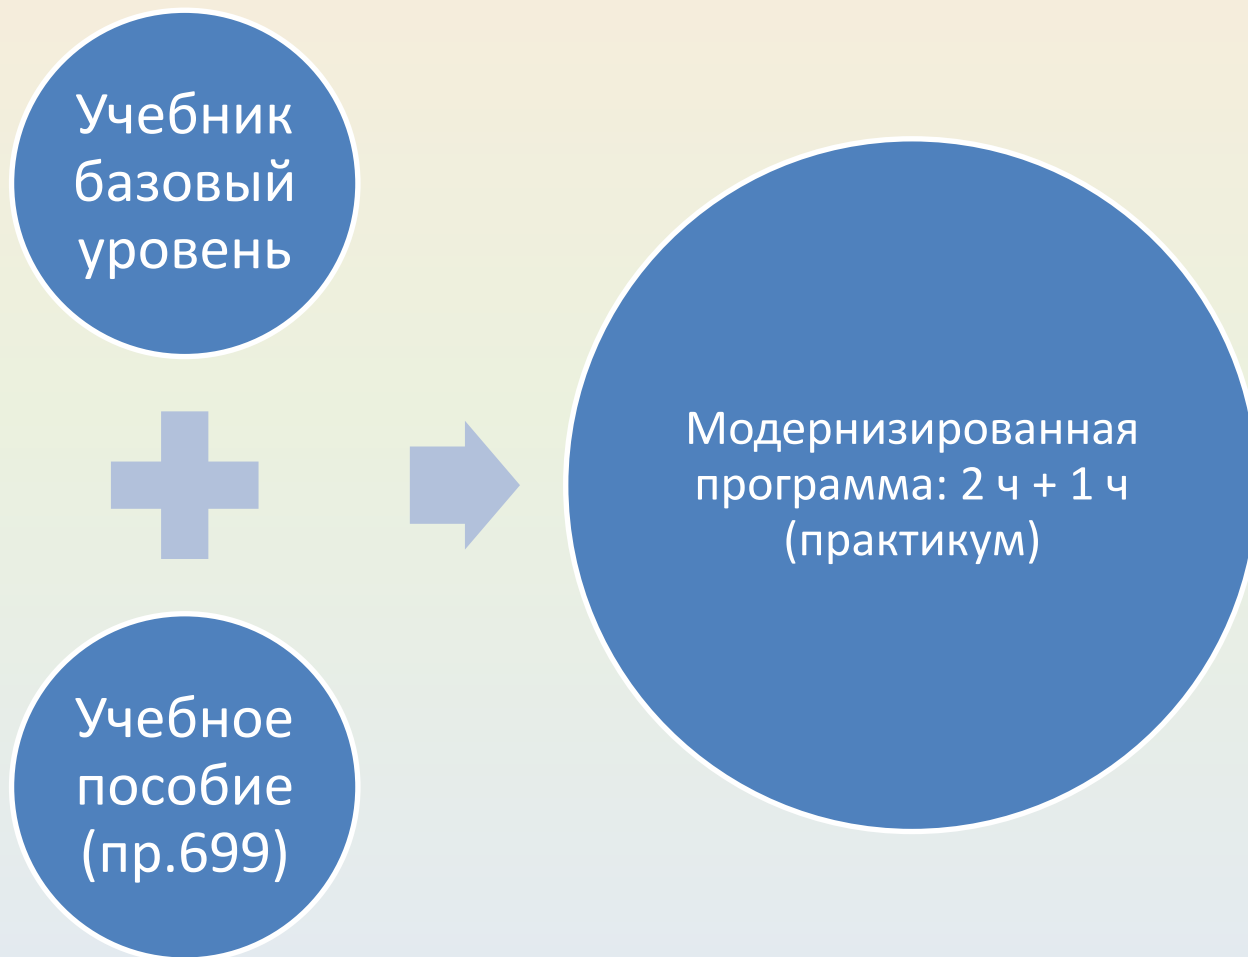 Учебник
базовый
уровень
Учебное
пособие
(пр.699)
Модернизированная
программа: 2 ч + 1 ч
(практикум)